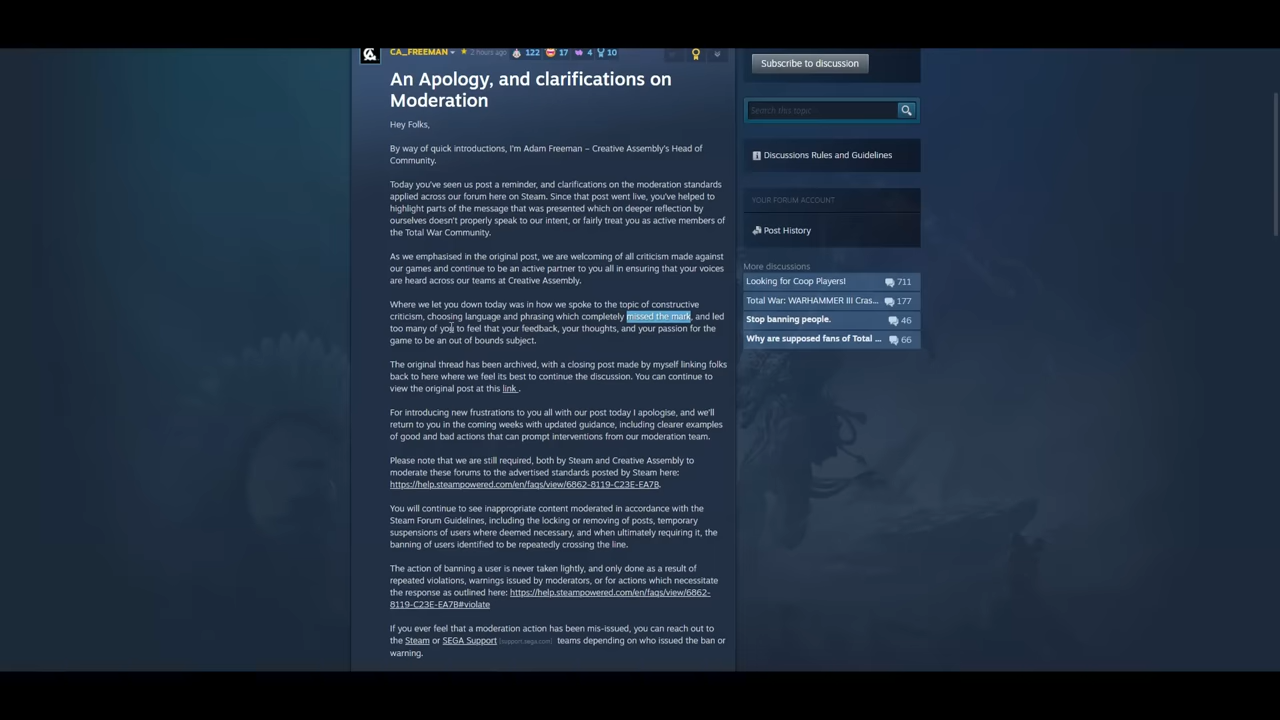 CA_FREEMAN 2 hours ago 122 17 4 10
An Apology, and clarifications on
Moderation
Hey Folks,
By way of quick introductions, I'm Adam Freeman – Creative Assembly's Head of
Community.
Today you've seen us post a reminder, and clarifications on the moderation standards
applied across our forum here on Steam. Since that post went live, you've helped to
highlight parts of the message that was presented which on deeper reflection by
ourselves doesn't properly speak to our intent, or fairly treat you as active members of
the Total War Community.
As we emphasised in the original post, we are welcoming of all criticism made against
our games and continue to be an active partner to you all in ensuring that your voices
are heard across our teams at Creative Assembly.
Where we let you down today was in how we spoke to the topic of constructive
criticism, choosing language and phrasing which completely missed the mark, and led
too many of you to feel that your feedback, your thoughts, and your passion for the
game to be an out of bounds subject.
The original thread has been archived, with a closing post made by myself linking folks
back to here where we feel its best to continue the discussion. You can continue to
view the original post at this link .
For introducing new frustrations to you all with our post today I apologise, and we'll
return to you in the coming weeks with updated guidance, including clearer examples
of good and bad actions that can prompt interventions from our moderation team.
Please note that we are still required, both by Steam and Creative Assembly to
moderate these forums to the advertised standards posted by Steam here:
https://help.steampowered.com/en/faqs/view/6862-8119-C23E-EA7B.
You will continue to see inappropriate content moderated in accordance with the
Steam Forum Guidelines, including the locking or removing of posts, temporary
suspensions of users where deemed necessary, and when ultimately requiring it, the
banning of users identified to be repeatedly crossing the line.
The action of banning a user is never taken lightly, and only done as a result of
repeated violations, warnings issued by moderators, or for actions which necessitate
the response as outlined here: https://help.steampowered.com/en/faqs/view/6862-
8119-C23E-EA7B#violate
If you ever feel that a moderation action has been mis-issued, you can reach out to
the Steam or SEGA Support [support.sega.com] teams depending on who issued the ban or
warning.
Subscribe to discussion
Search this topic
Discussions Rules and Guidelines
YOUR FORUM ACCOUNT
Post History
More discussions
Looking for Coop Players! 711
Total War: WARHAMMER III Cras... 177
Stop banning people. 46
Why are supposed fans of Total ... 66